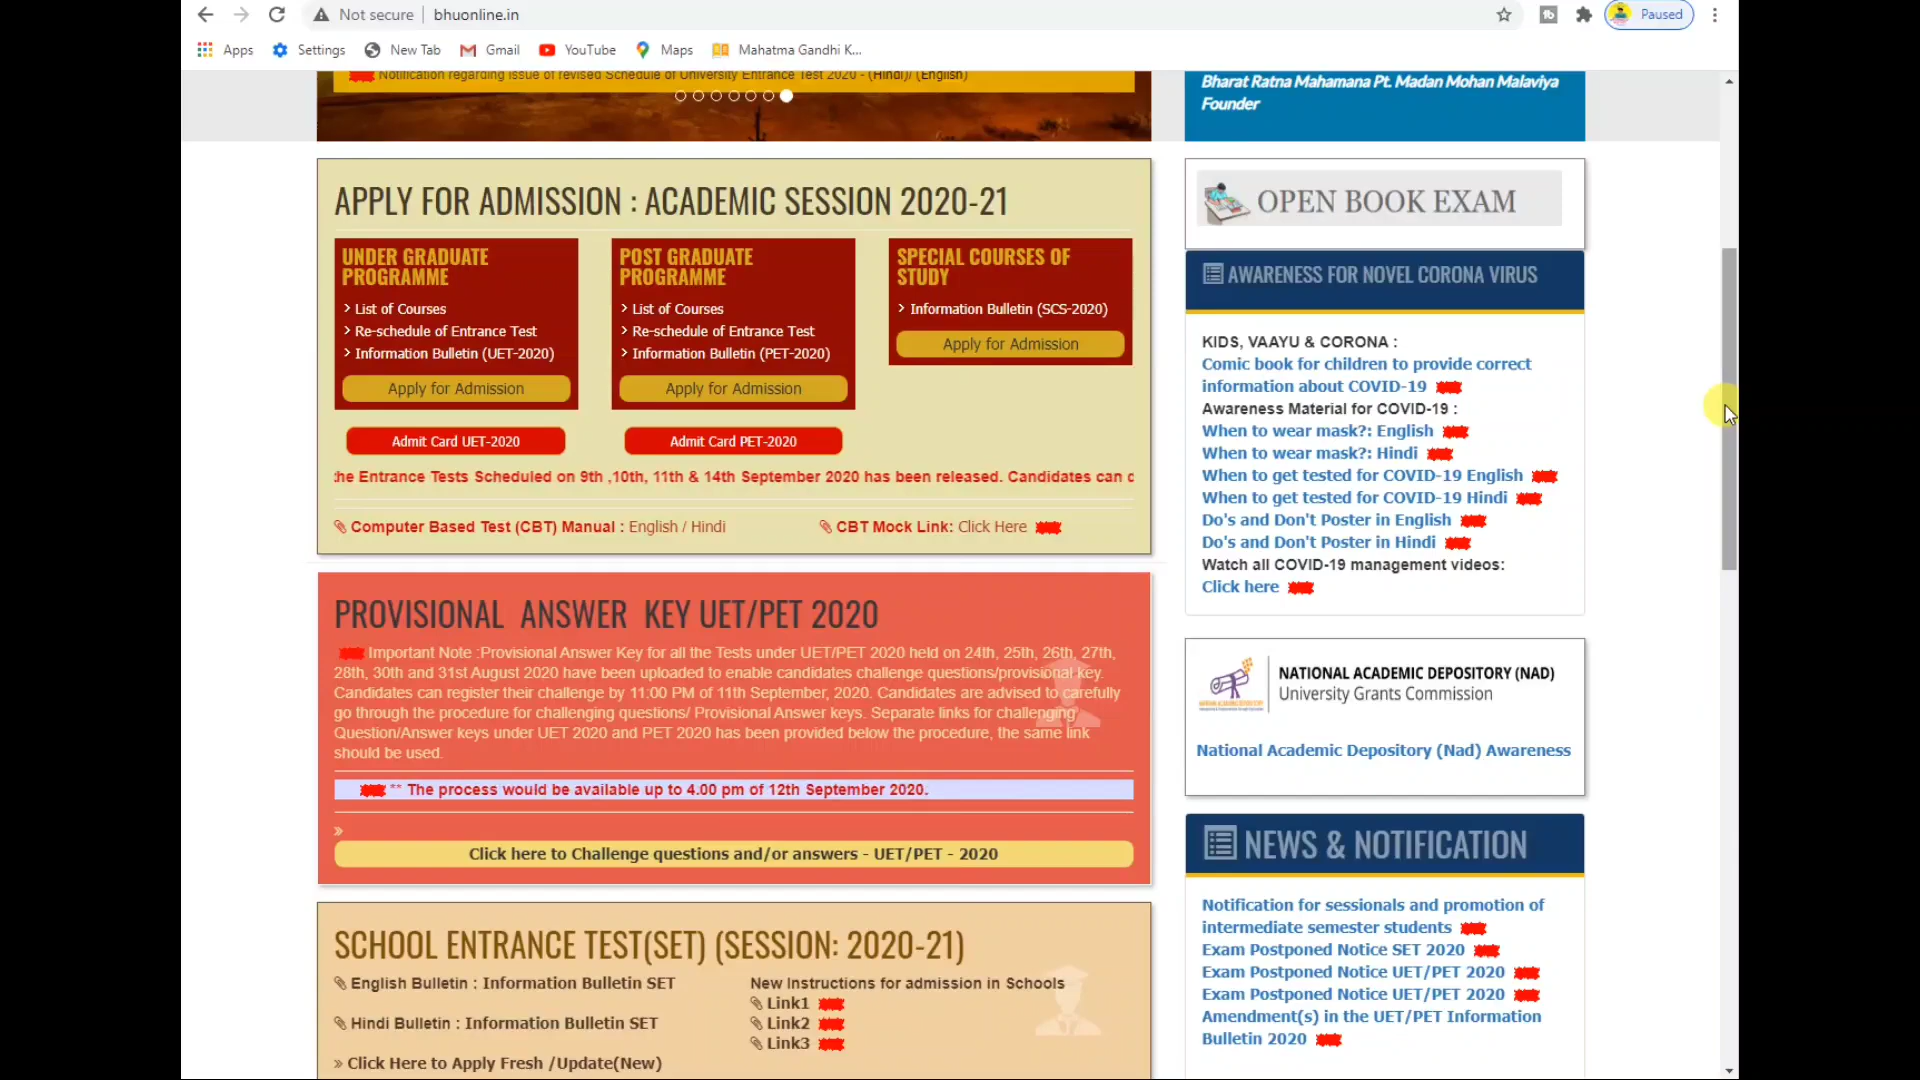 Not secure
bhuonline.in
Paused
Apps
Settings
New Tab
Gmail
YouTube
Maps
Mahatma Gandhi K...
Notification regarding issue of revised Schedule of University Entrance Test 2020 - (Hindi)/ (English)
Bharat Ratna Mahamana Pt. Madan Mohan Malaviya
Founder
APPLY FOR ADMISSION : ACADEMIC SESSION 2020-21
UNDER GRADUATE
PROGRAMME
> List of Courses
> Re-schedule of Entrance Test
> Information Bulletin (UET-2020)
Apply for Admission
Admit Card UET-2020
POST GRADUATE
PROGRAMME
> List of Courses
> Re-schedule of Entrance Test
> Information Bulletin (PET-2020)
Apply for Admission
Admit Card PET-2020
SPECIAL COURSES OF
STUDY
> Information Bulletin (SCS-2020)
Apply for Admission
the Entrance Tests Scheduled on 9th ,10th, 11th & 14th September 2020 has been released. Candidates can
Computer Based Test (CBT) Manual : English / Hindi
CBT Mock Link: Click Here
PROVISIONAL ANSWER KEY UET/PET 2020
Important Note :Provisional Answer Key for all the Tests under UET/PET 2020 held on 24th, 25th, 26th, 27th,
28th, 30th and 31st August 2020 have been uploaded to enable candidates challenge questions/provisional key.
Candidates can register their challenge by 11:00 PM of 11th September, 2020. Candidates are advised to carefully
go through the procedure for challenging questions/ Provisional Answer keys. Separate links for challenging
Question/Answer keys under UET 2020 and PET 2020 has been provided below the procedure, the same link
should be used.
** The process would be available up to 4.00 pm of 12th September 2020.
»
Click here to Challenge questions and/or answers - UET/PET - 2020
SCHOOL ENTRANCE TEST(SET) (SESSION: 2020-21)
English Bulletin : Information Bulletin SET
Hindi Bulletin : Information Bulletin SET
» Click Here to Apply Fresh /Update(New)
New Instructions for admission in Schools
Link1
Link2
Link3
OPEN BOOK EXAM
AWARENESS FOR NOVEL CORONA VIRUS
KIDS, VAAYU & CORONA :
Comic book for children to provide correct
information about COVID-19
Awareness Material for COVID-19 :
When to wear mask?: English
When to wear mask?: Hindi
When to get tested for COVID-19 English
When to get tested for COVID-19 Hindi
Do's and Don't Poster in English
Do's and Don't Poster in Hindi
Watch all COVID-19 management videos:
Click here
NATIONAL ACADEMIC DEPOSITORY (NAD)
University Grants Commission
National Academic Depository (Nad) Awareness
NEWS & NOTIFICATION
Notification for sessionals and promotion of
intermediate semester students
Exam Postponed Notice SET 2020
Exam Postponed Notice UET/PET 2020
Exam Postponed Notice UET/PET 2020
Amendment(s) in the UET/PET Information
Bulletin 2020